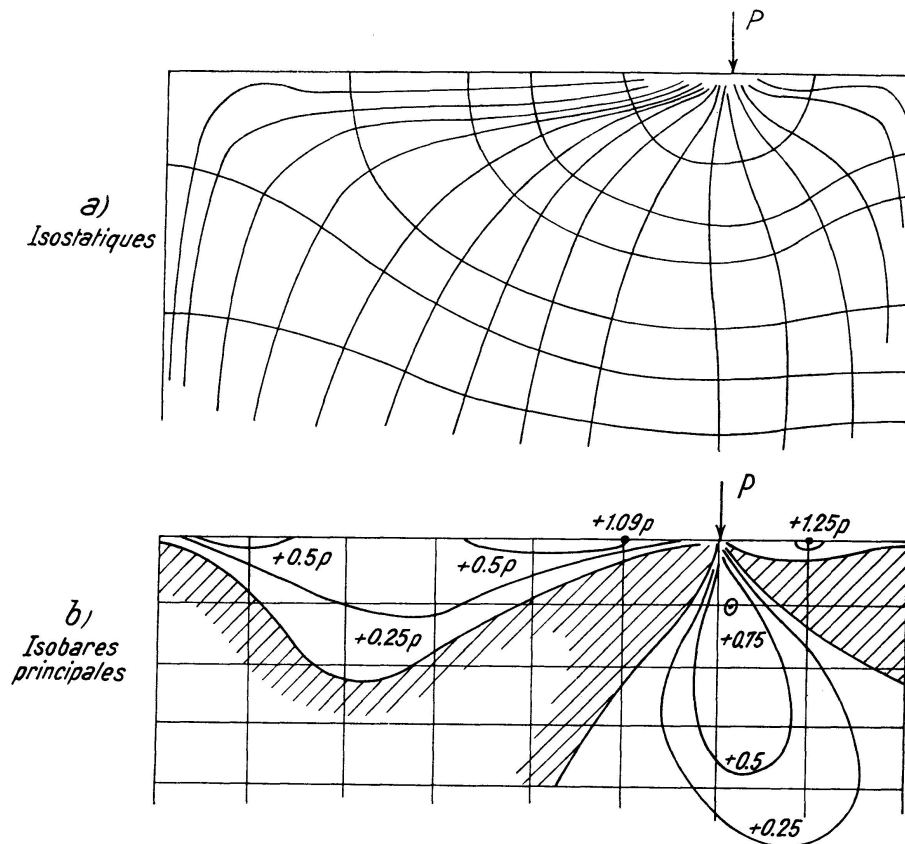 P
a)
Isostatiques
p
+1.09p
+1.25p
+0.5p
+0.5p
b)
Isobares
principales
+0.25p
+0.75
+0.5
+0.25